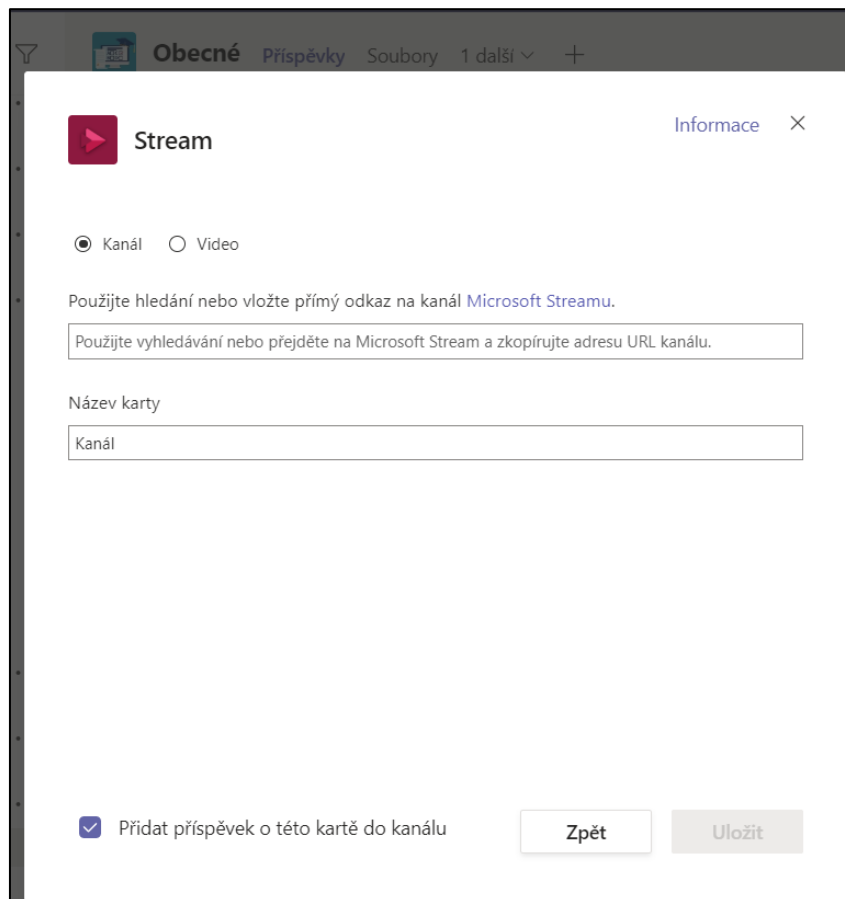 Obecné Příspěvky Soubory 1 další
Stream
Informace
Kanál Video
Použijte hledání nebo vložte přímý odkaz na kanál Microsoft Streamu.
Použijte vyhledávání nebo přejděte na Microsoft Stream a zkopírujte adresu URL kanálu.
Název karty
Kanál
Přidat příspěvek o této kartě do kanálu
Zpět
Uložit